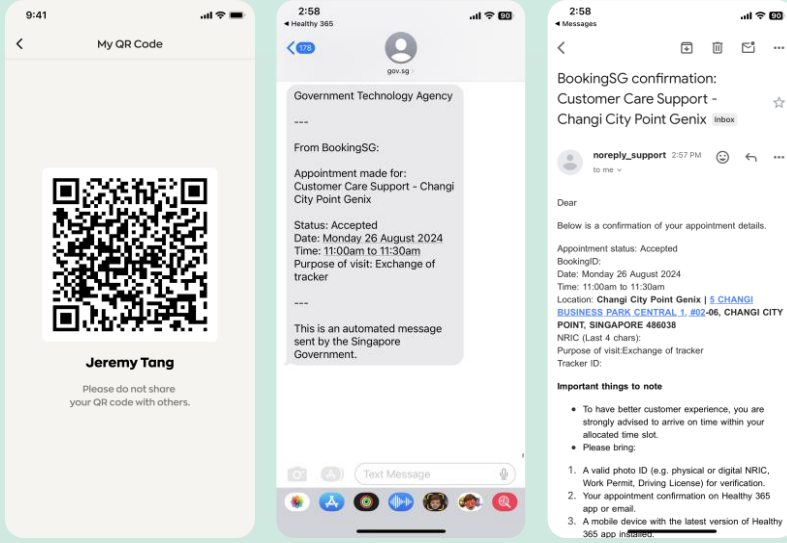 9:41
My QR Code
Jeremy Tang
Please do not share
your QR code with others.
2:58
◀ Healthy 365
90
178
gov.sg
Government Technology Agency
---
From BookingSG:
Appointment made for:
Customer Care Support - Changi
City Point Genix
Status: Accepted
Date: Monday 26 August 2024
Time: 11:00am to 11:30am
Purpose of visit: Exchange of
tracker
---
This is an automated message
sent by the Singapore
Government.
Text Message
2:58
◀ Messages
90
BookingSG confirmation:
Customer Care Support -
Changi City Point Genix Inbox
noreply_support 2:57 PM
to me
Dear
Below is a confirmation of your appointment details.
Appointment status: Accepted
BookingID:
Date: Monday 26 August 2024
Time: 11:00am to 11:30am
Location: Changi City Point Genix | 5 CHANGI
BUSINESS PARK CENTRAL 1, #02-06, CHANGI CITY
POINT, SINGAPORE 486038
NRIC (Last 4 chars):
Purpose of visit:Exchange of tracker
Tracker ID:
Important things to note
• To have better customer experience, you are
strongly advised to arrive on time within your
allocated time slot.
• Please bring:
1. A valid photo ID (e.g. physical or digital NRIC,
Work Permit, Driving License) for verification.
2. Your appointment confirmation on Healthy 365
app or email.
3. A mobile device with the latest version of Healthy
365 app installed.